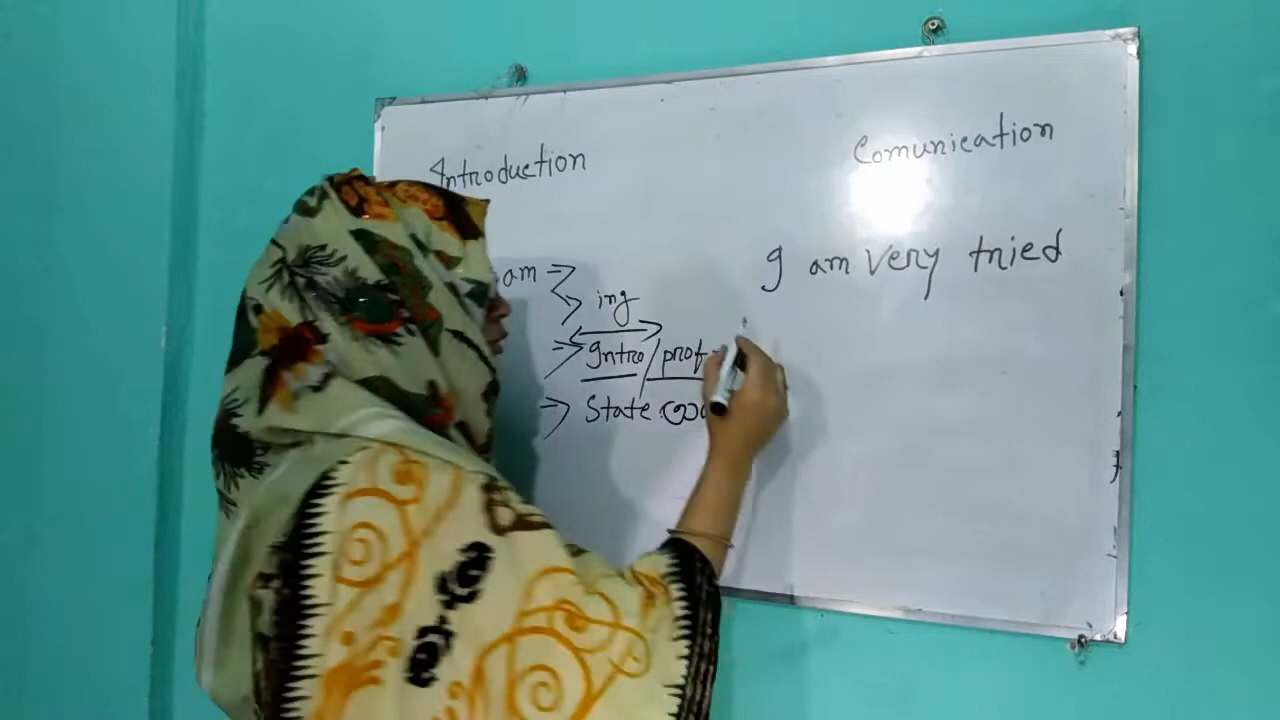 Introduction
Comunication
am
ing
Intro/prof
State
I am very tried